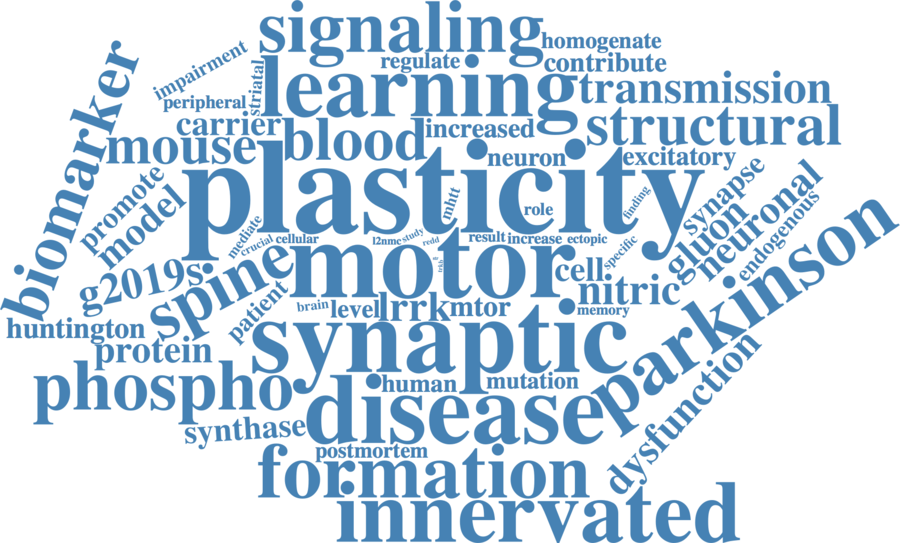 signaling
homogenate
regulate
contribute
impairment
peripheral
striatal
learning
transmission
biomarker
carrier
blood
increased
structural
mouse
neuron
excitatory
plasticity
promote
model
mhtt
role
finding
synapse
gluon
neuronal
endogenous
mediate
crucial
cellular
l2nme
study
redd
result
increase
ectopic
specific
g2019s
spine
motor
cell
nitric
parkinson
patient
brain
level
lrrk
mtor
memory
huntington
protein
synaptic
phospho
human
mutation
disease
dysfunction
synthase
postmortem
formation
innervated